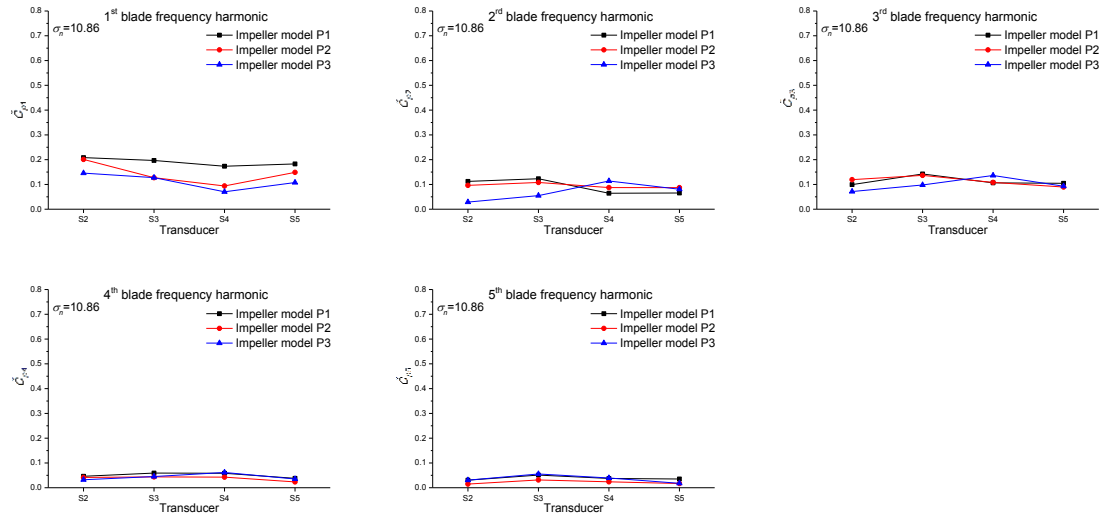 1st blade frequency harmonic
σn=10.86
Impeller model P1
Impeller model P2
Impeller model P3
0.8
0.7
0.6
0.5
0.4
0.3
0.2
0.1
0.0
S2 S3 S4 S5
Transducer
2rd blade frequency harmonic
σn=10.86
Impeller model P1
Impeller model P2
Impeller model P3
0.8
0.7
0.6
0.5
0.4
0.3
0.2
0.1
0.0
S2 S3 S4 S5
Transducer
3rd blade frequency harmonic
σn=10.86
Impeller model P1
Impeller model P2
Impeller model P3
0.8
0.7
0.6
0.5
0.4
0.3
0.2
0.1
0.0
S2 S3 S4 S5
Transducer
4th blade frequency harmonic
σn=10.86
Impeller model P1
Impeller model P2
Impeller model P3
0.8
0.7
0.6
0.5
0.4
0.3
0.2
0.1
0.0
S2 S3 S4 S5
Transducer
5th blade frequency harmonic
σn=10.86
Impeller model P1
Impeller model P2
Impeller model P3
0.8
0.7
0.6
0.5
0.4
0.3
0.2
0.1
0.0
S2 S3 S4 S5
Transducer